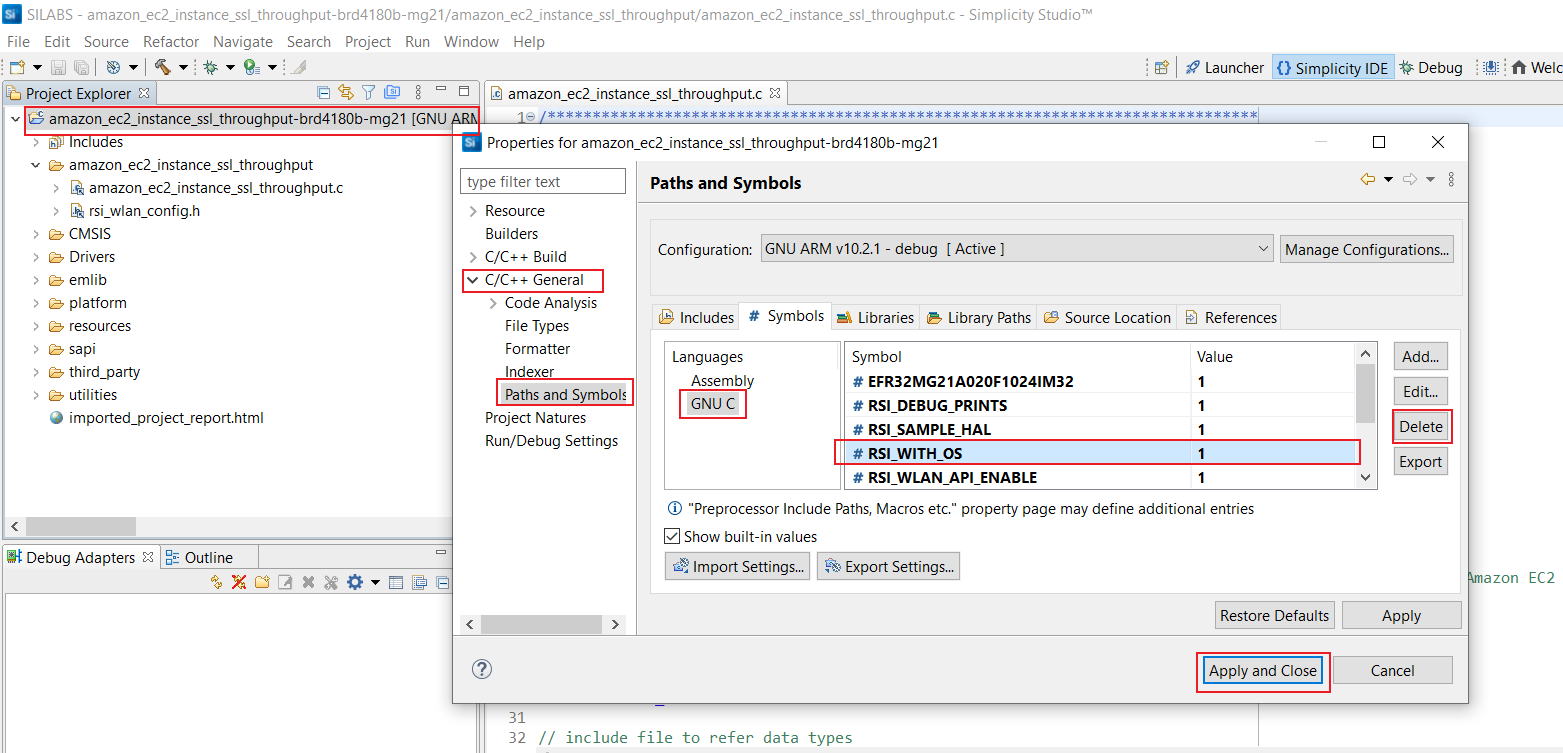 SILABS - amazon_ec2_instance_ssl_throughput-brd4180b-mg21/amazon_ec2_instance_ssl_throughput/amazon_ec2_instance_ssl_throughput.c - Simplicity Studio™
File Edit Source Refactor Navigate Search Project Run Window Help
Launcher Simplicity IDE Debug Welc
Project Explorer
amazon_ec2_instance_ssl_throughput.c
amazon_ec2_instance_ssl_throughput-brd4180b-mg21 [GNU ARM
1 /*******************************************************************************
Includes
amazon_ec2_instance_ssl_throughput
amazon_ec2_instance_ssl_throughput.c
rsi_wlan_config.h
CMSIS
Drivers
emlib
platform
resources
sapi
third_party
utilities
imported_project_report.html
Debug Adapters Outline
Properties for amazon_ec2_instance_ssl_throughput-brd4180b-mg21
type filter text
Resource
Builders
C/C++ Build
C/C++ General
Code Analysis
File Types
Formatter
Indexer
Paths and Symbols
Project Natures
Run/Debug Settings
Paths and Symbols
Configuration: GNU ARM v10.2.1 - debug [ Active ] Manage Configurations...
Includes # Symbols Libraries Library Paths Source Location References
Languages
Assembly
GNU C
Symbol Value
# EFR32MG21A020F1024IM32 1
# RSI_DEBUG_PRINTS 1
# RSI_SAMPLE_HAL 1
# RSI_WITH_OS 1
# RSI_WLAN_API_ENABLE 1
Add...
Edit...
Delete
Export
"Preprocessor Include Paths, Macros etc." property page may define additional entries
Show built-in values
Import Settings... Export Settings...
Amazon EC2
Restore Defaults Apply
Apply and Close Cancel
31
32 // include file to refer data types